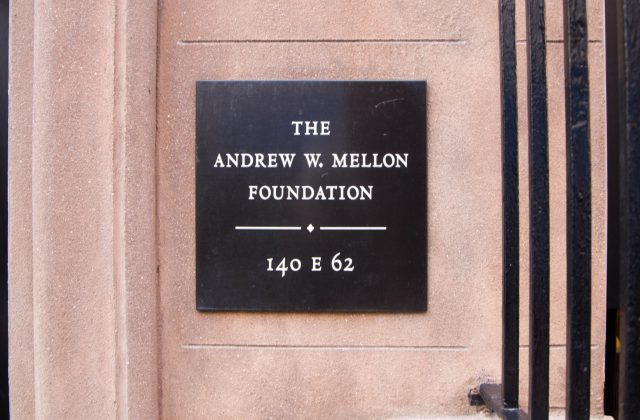 THE
ANDREW W. MELLON
FOUNDATION
140 E 62